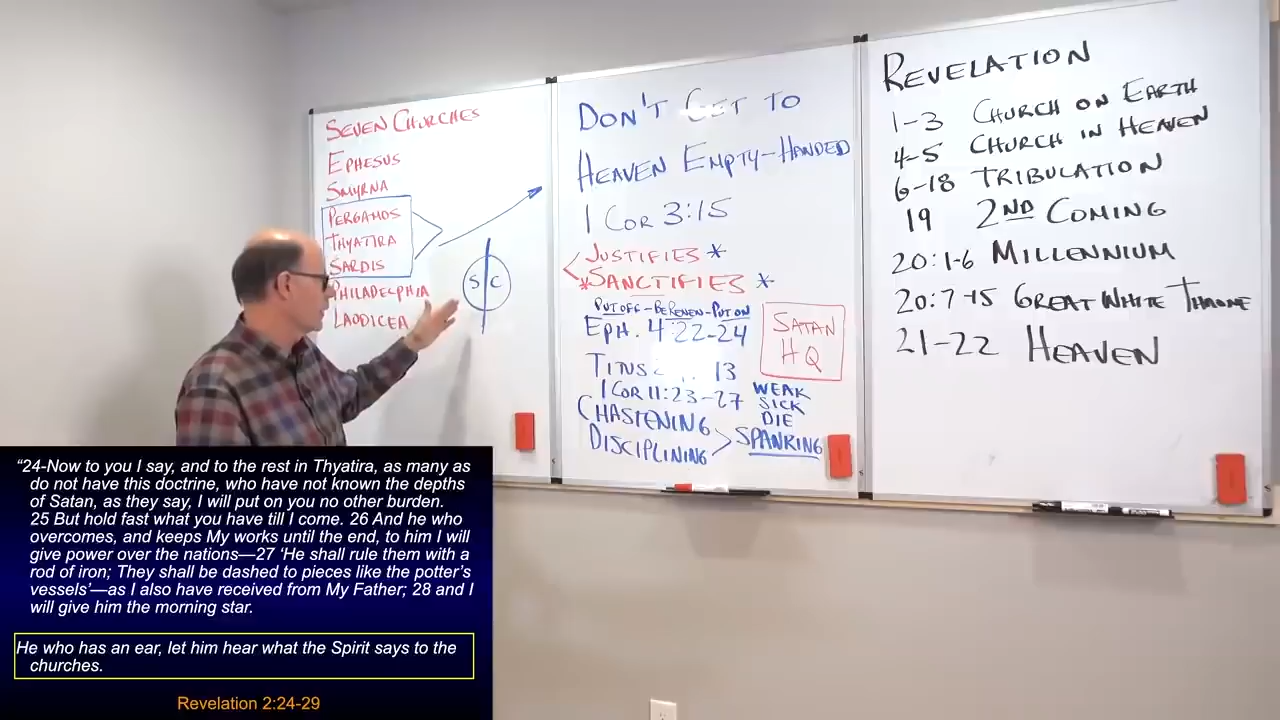 SEVEN CHURCHES
EPHESUS
SMYRNA
PERGAMOS
THYATIRA
SARDIS
PHILADELPHIA
LAODICEA
S C
DON'T GET TO
HEAVEN EMPTY-HANDED
1 COR 3:15
JUSTIFIES *
*SANCTIFIES *
PUT OFF-BE RENEW-PUT ON
EPH. 4:22-24
TITUS 13
1 COR 11:23-27
CHASTENING
DISCIPLINING
SATAN
HQ
WEAK
SICK
DIE
SPANKING
REVELATION
1-3 CHURCH ON EARTH
4-5 CHURCH IN HEAVEN
6-18 TRIBULATION
19 2ND COMING
20:1-6 MILLENNIUM
20:7-15 GREAT WHITE THRONE
21-22 HEAVEN
“24-Now to you I say, and to the rest in Thyatira, as many as
do not have this doctrine, who have not known the depths
of Satan, as they say, I will put on you no other burden.
25 But hold fast what you have till I come. 26 And he who
overcomes, and keeps My works until the end, to him I will
give power over the nations—27 ‘He shall rule them with a
rod of iron; They shall be dashed to pieces like the potter’s
vessels’—as I also have received from My Father; 28 and I
will give him the morning star.
He who has an ear, let him hear what the Spirit says to the
churches.
Revelation 2:24-29